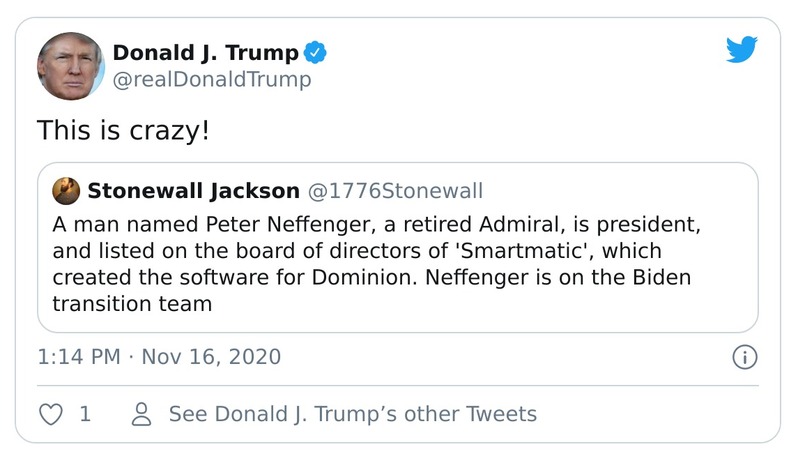 Donald J. Trump
@realDonaldTrump
This is crazy!
Stonewall Jackson @1776Stonewall
A man named Peter Neffenger, a retired Admiral, is president,
and listed on the board of directors of 'Smartmatic', which
created the software for Dominion. Neffenger is on the Biden
transition team
1:14 PM · Nov 16, 2020
1 See Donald J. Trump’s other Tweets